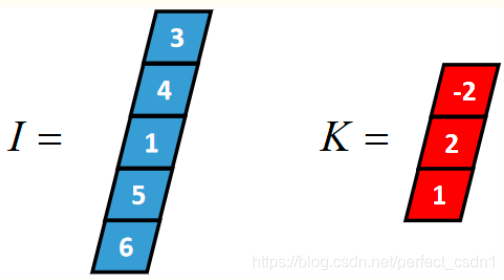 3
4
I =
1
5
6
-2
K =
2
1
https://blog.csdn.net/perfect_csdn1